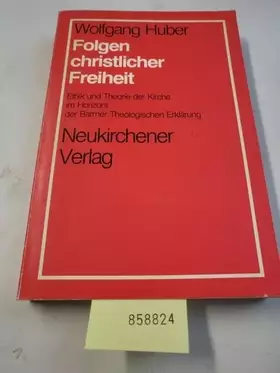 Wolfgang Huber
Folgen
christlicher
Freiheit
Ethik und Theorie der Kirche
im Horizont
der Barmer Theologischen Erklärung
Neukirchener
Verlag
858824